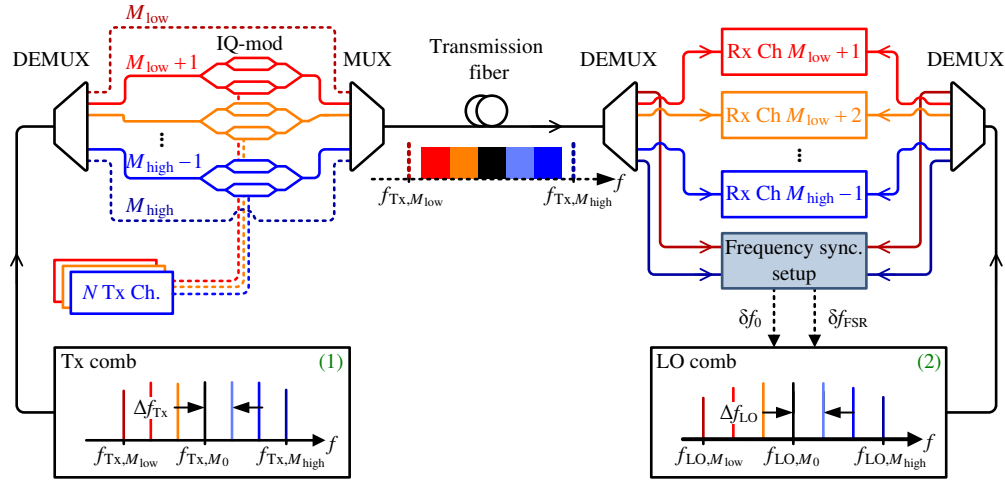 M_low
IQ-mod
DEMUX
M_low + 1
MUX
Transmission
fiber
DEMUX
Rx Ch M_low + 1
DEMUX
Rx Ch M_low + 2
⋮
⋮
M_high − 1
Rx Ch M_high − 1
f
f_Tx,M_low
f_Tx,M_high
M_high
Frequency sync.
setup
N Tx Ch.
δf_0
δf_FSR
Tx comb
(1)
Δf_Tx
f
f_Tx,M_low
f_Tx,M_0
f_Tx,M_high
LO comb
(2)
Δf_LO
f
f_LO,M_low
f_LO,M_0
f_LO,M_high